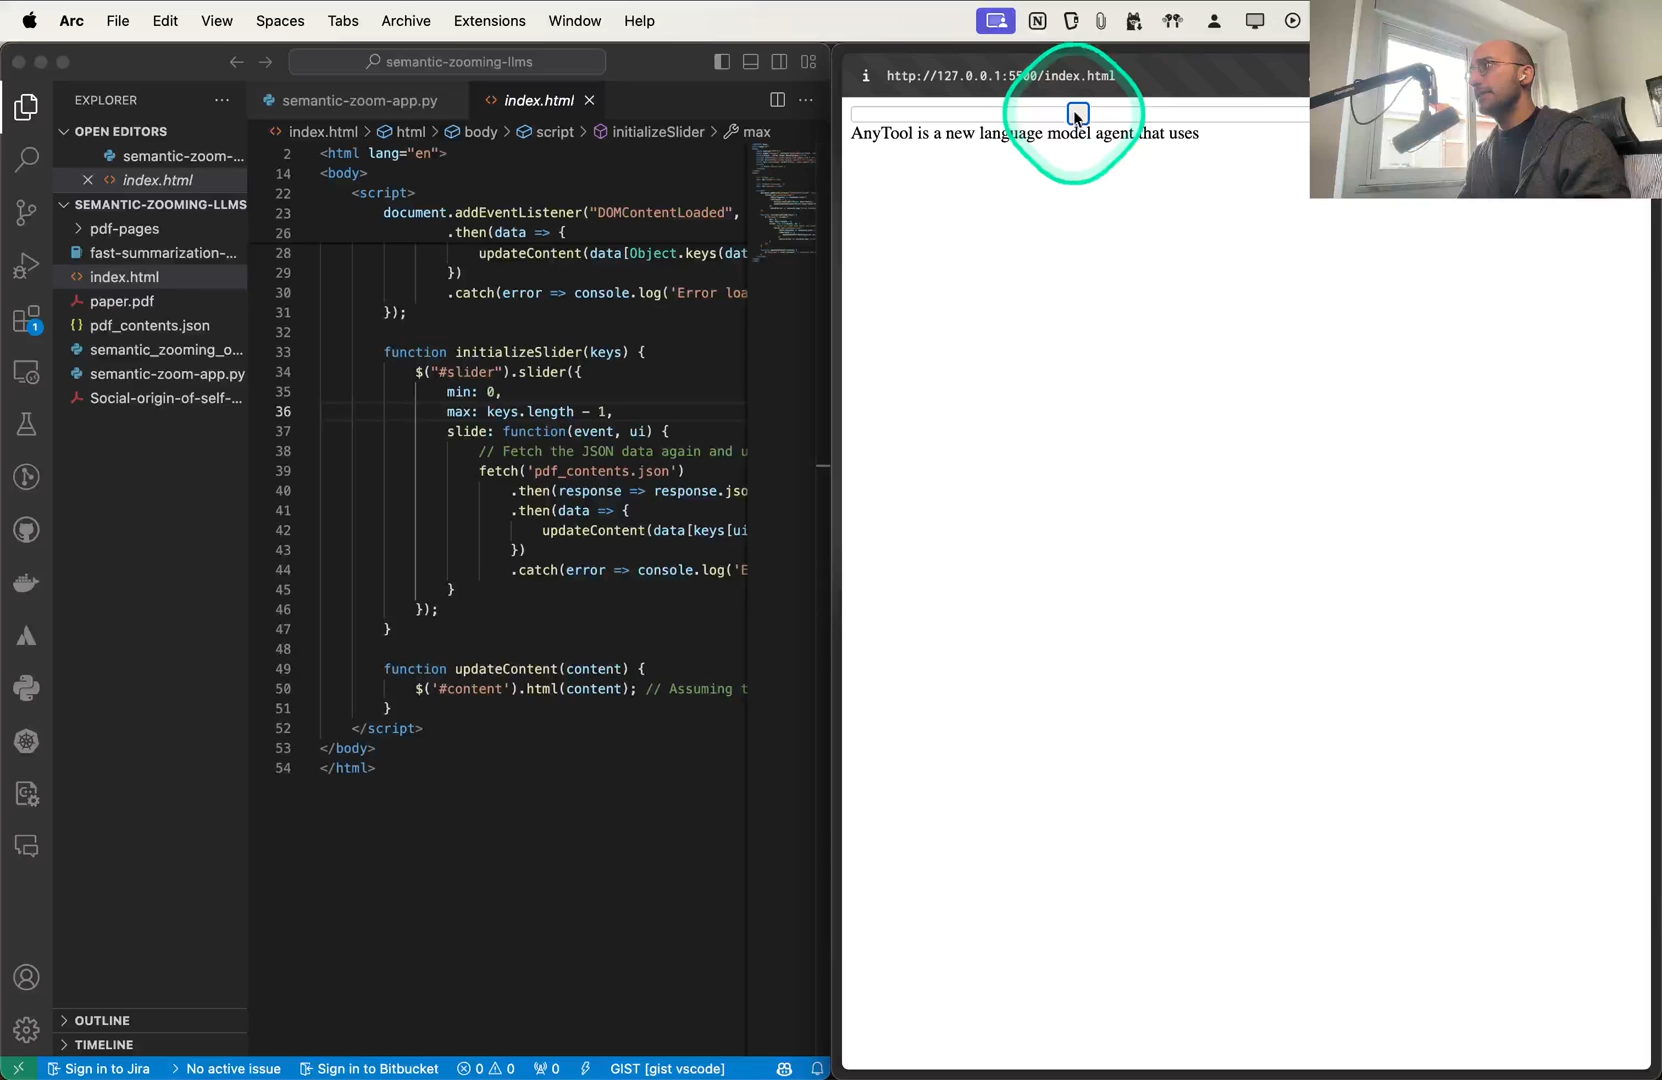 Arc File Edit View Spaces Tabs Archive Extensions Window Help
semantic-zooming-llms
EXPLORER
OPEN EDITORS
semantic-zoom-...
index.html
SEMANTIC-ZOOMING-LLMS
pdf-pages
fast-summarization-...
index.html
paper.pdf
pdf_contents.json
semantic_zooming_o...
semantic-zoom-app.py
Social-origin-of-self-...
OUTLINE
TIMELINE
1
semantic-zoom-app.py index.html
index.html > html > body > script > initializeSlider > max
2 <html lang="en">
14 <body>
22 <script>
23 document.addEventListener("DOMContentLoaded",
26 .then(data => {
28 updateContent(data[Object.keys(dat
29 })
30 .catch(error => console.log('Error loa
31 });
32
33 function initializeSlider(keys) {
34 $("#slider").slider({
35 min: 0,
36 max: keys.length - 1,
37 slide: function(event, ui) {
38 // Fetch the JSON data again and u
39 fetch('pdf_contents.json')
40 .then(response => response.jso
41 .then(data => {
42 updateContent(data[keys[ui
43 })
44 .catch(error => console.log('E
45 }
46 });
47 }
48
49 function updateContent(content) {
50 $('#content').html(content); // Assuming t
51 }
52 </script>
53 </body>
54 </html>
http://127.0.0.1:5500/index.html
AnyTool is a new language model agent that uses
Sign in to Jira > No active issue Sign in to Bitbucket 0 0 0 GIST [gist vscode]